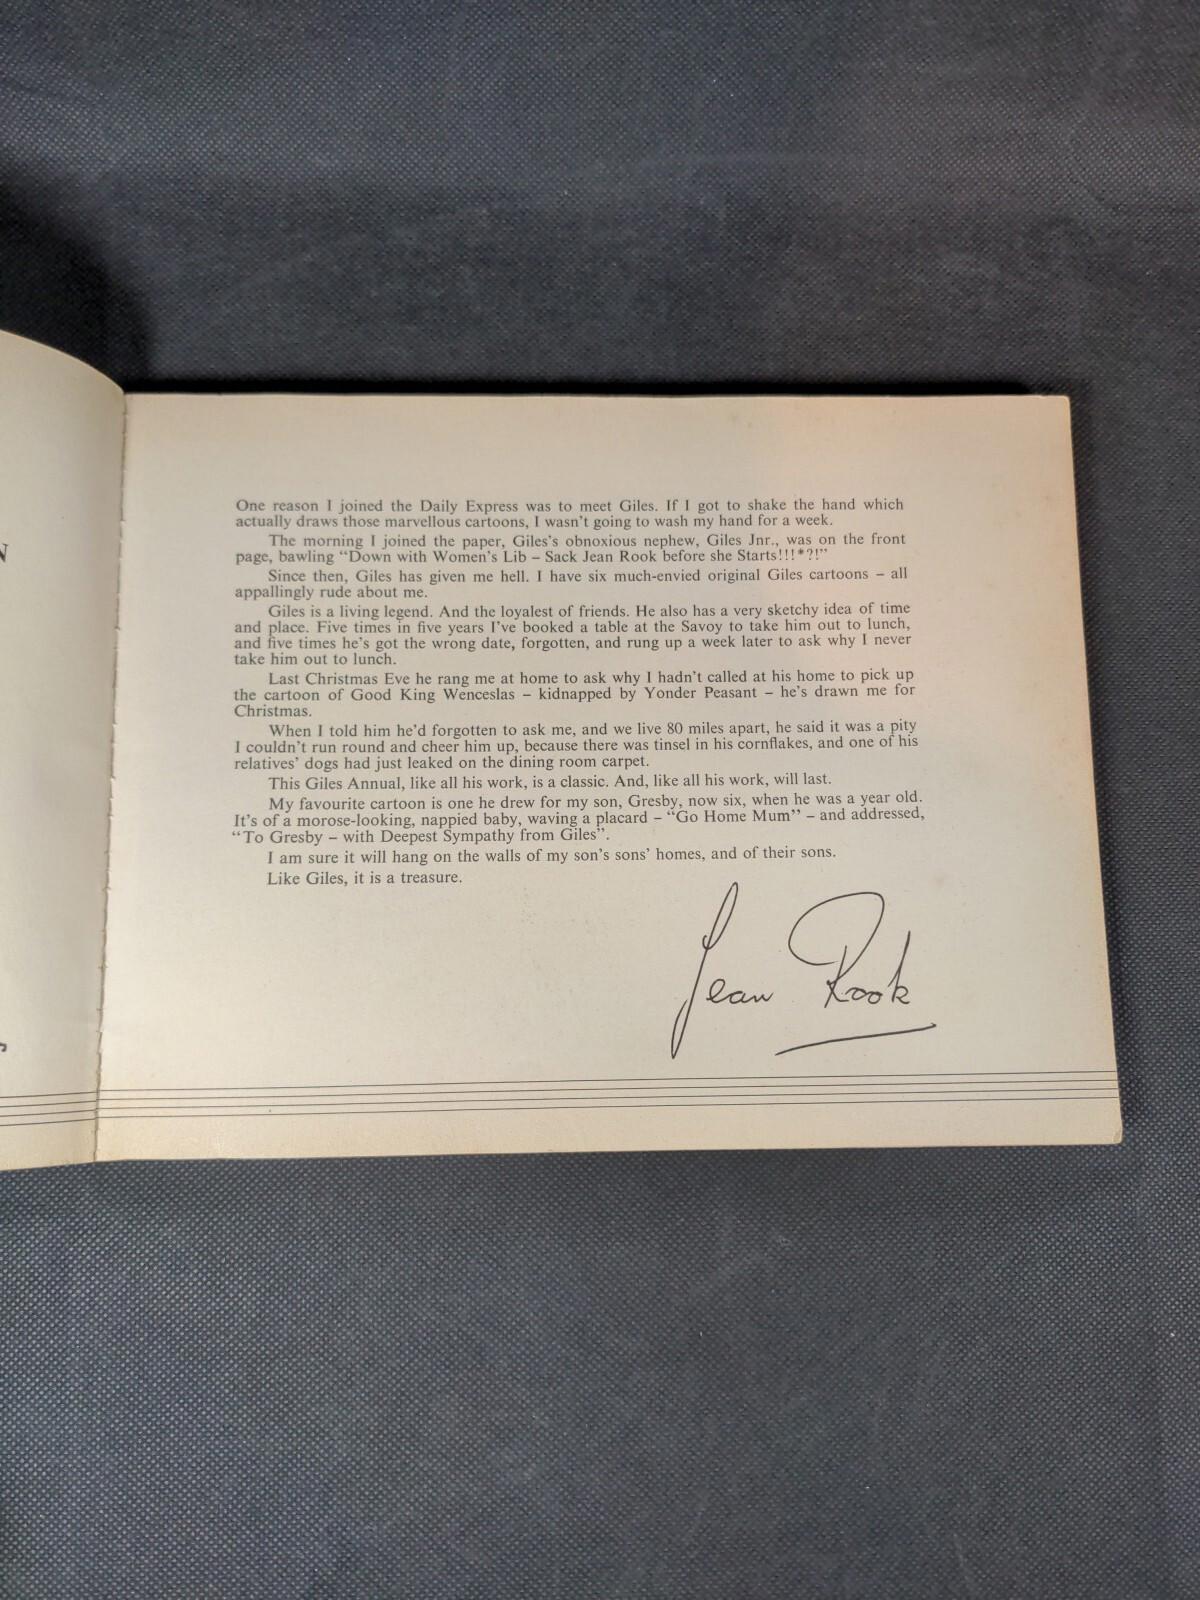 One reason I joined the Daily Express was to meet Giles. If I got to shake the hand which
actually draws those marvellous cartoons, I wasn't going to wash my hand for a week.
The morning I joined the paper, Giles's obnoxious nephew, Giles Jnr., was on the front
page, bawling “Down with Women's Lib – Sack Jean Rook before she Starts!!!*?!”
Since then, Giles has given me hell. I have six much-envied original Giles cartoons – all
appallingly rude about me.
Giles is a living legend. And the loyalest of friends. He also has a very sketchy idea of time
and place. Five times in five years I've booked a table at the Savoy to take him out to lunch,
and five times he's got the wrong date, forgotten, and rung up a week later to ask why I never
take him out to lunch.
Last Christmas Eve he rang me at home to ask why I hadn't called at his home to pick up
the cartoon of Good King Wenceslas – kidnapped by Yonder Peasant – he's drawn me for
Christmas.
When I told him he'd forgotten to ask me, and we live 80 miles apart, he said it was a pity
I couldn't run round and cheer him up, because there was tinsel in his cornflakes, and one of his
relatives' dogs had just leaked on the dining room carpet.
This Giles Annual, like all his work, is a classic. And, like all his work, will last.
My favourite cartoon is one he drew for my son, Gresby, now six, when he was a year old.
It's of a morose-looking, nappied baby, waving a placard – “Go Home Mum” – and addressed,
“To Gresby – with Deepest Sympathy from Giles”.
I am sure it will hang on the walls of my son's sons' homes, and of their sons.
Like Giles, it is a treasure.
Jean Rook